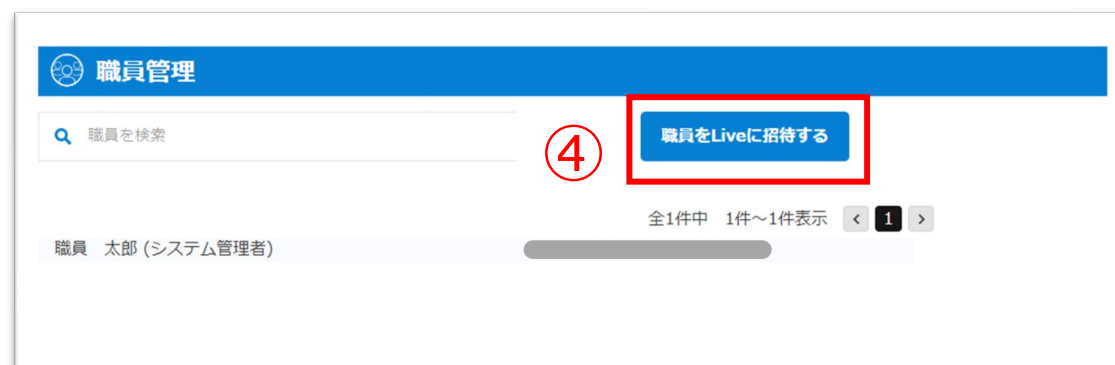 職員管理
職員を検索
④
職員をLiveに招待する
全1件中 1件～1件表示 < 1 >
職員 太郎 (システム管理者)